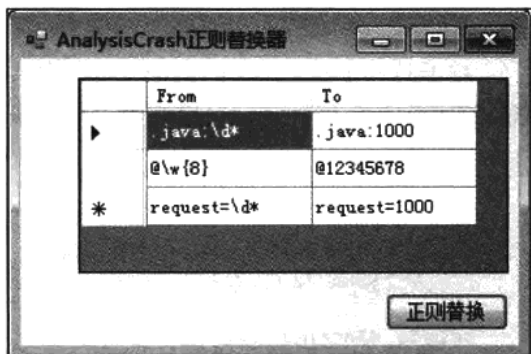 AnalysisCrash正则替换器
From To
.java:\d* .java:1000
@\w{8} @12345678
request=\d* request=1000
正则替换